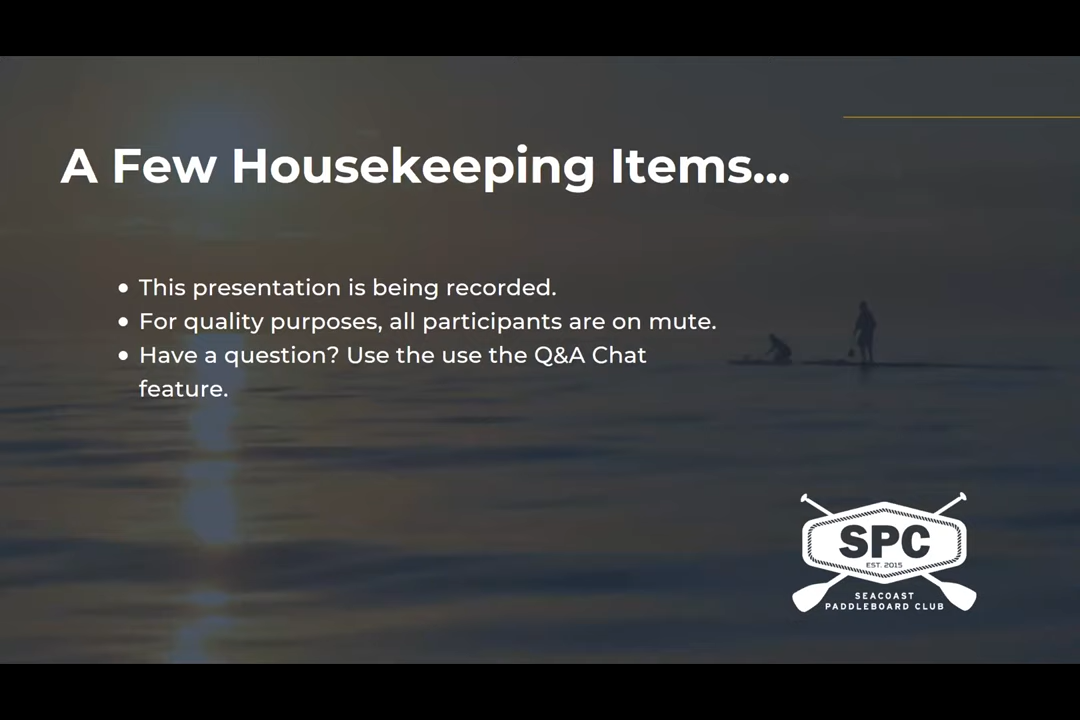 A Few Housekeeping Items...
• This presentation is being recorded.
• For quality purposes, all participants are on mute.
• Have a question? Use the use the Q&A Chat
feature.
SPC
EST. 2015
SEACOAST
PADDLEBOARD CLUB